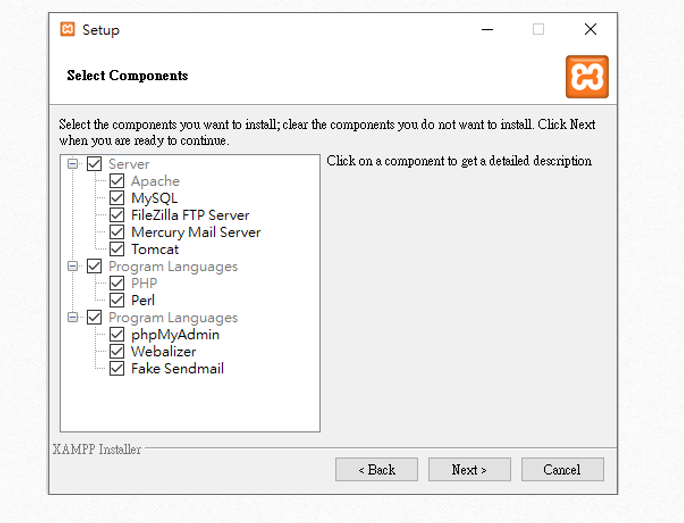 Setup
Select Components
Select the components you want to install; clear the components you do not want to install. Click Next
when you are ready to continue.
Server
Apache
MySQL
FileZilla FTP Server
Mercury Mail Server
Tomcat
Program Languages
PHP
Perl
Program Languages
phpMyAdmin
Webalizer
Fake Sendmail
Click on a component to get a detailed description
XAMPP Installer
< Back
Next >
Cancel